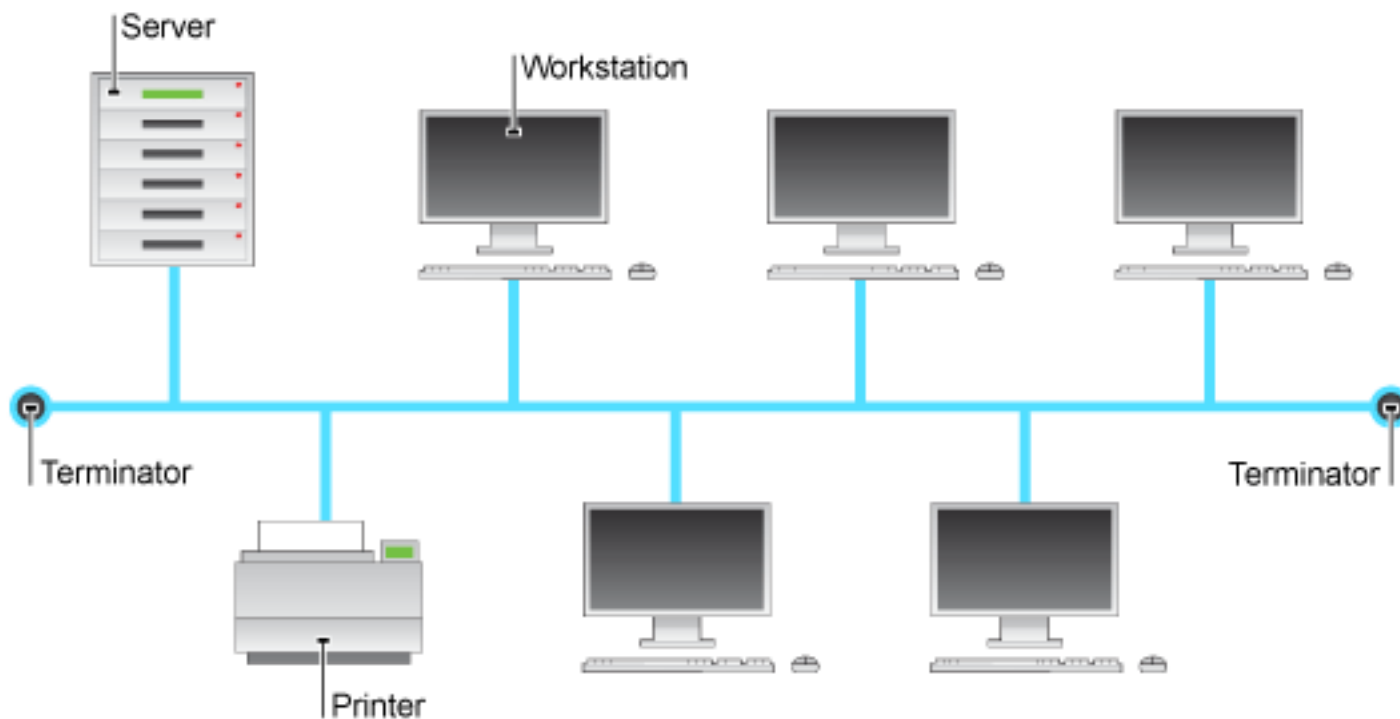 Server
Workstation
Terminator
Terminator
Printer